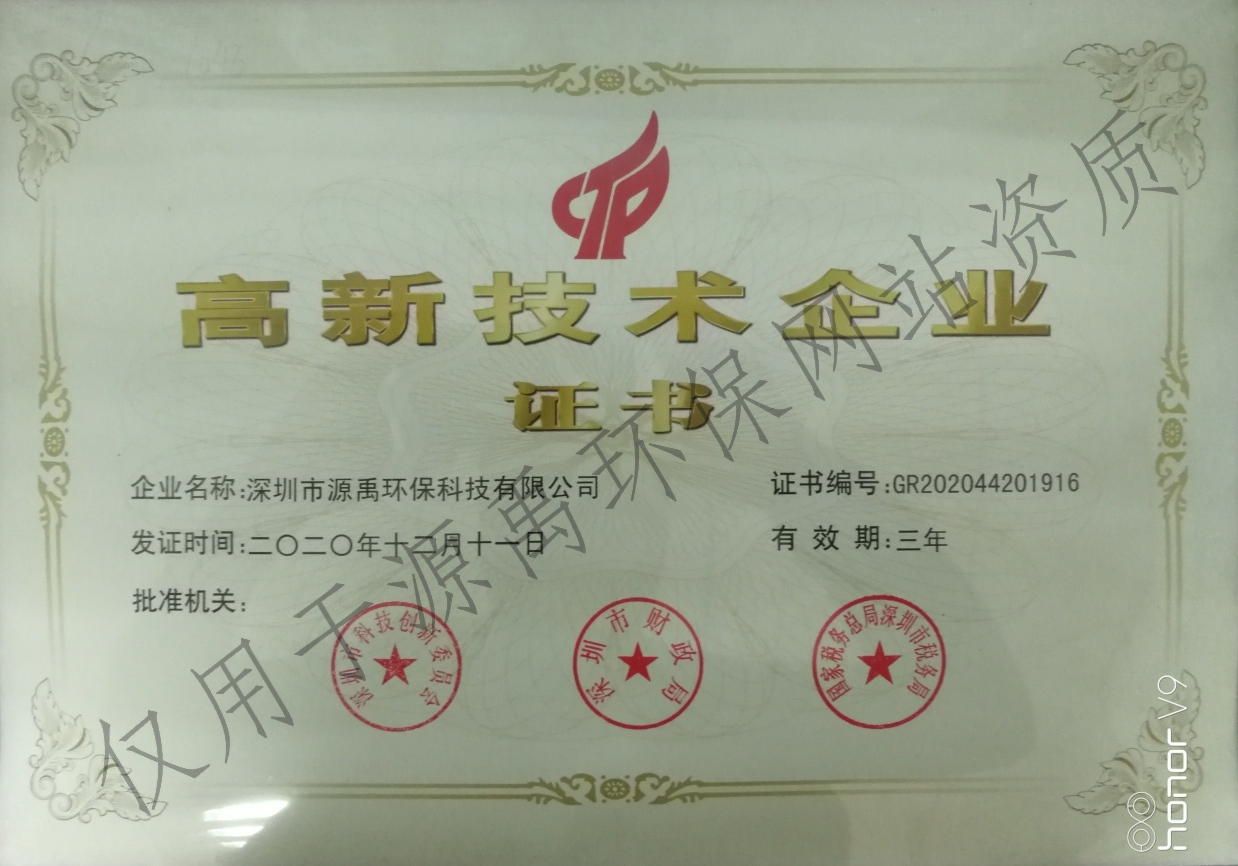 高新技术企业
证书
企业名称:深圳市源禹环保科技有限公司
证书编号:GR202044201916
发证时间:二〇二〇年十二月十一日
有效期:三年
批准机关:
深圳市科技创新委员会
深圳市财政局
国家税务总局深圳市税务局
仅用于源禹环保网站资质
honor V9